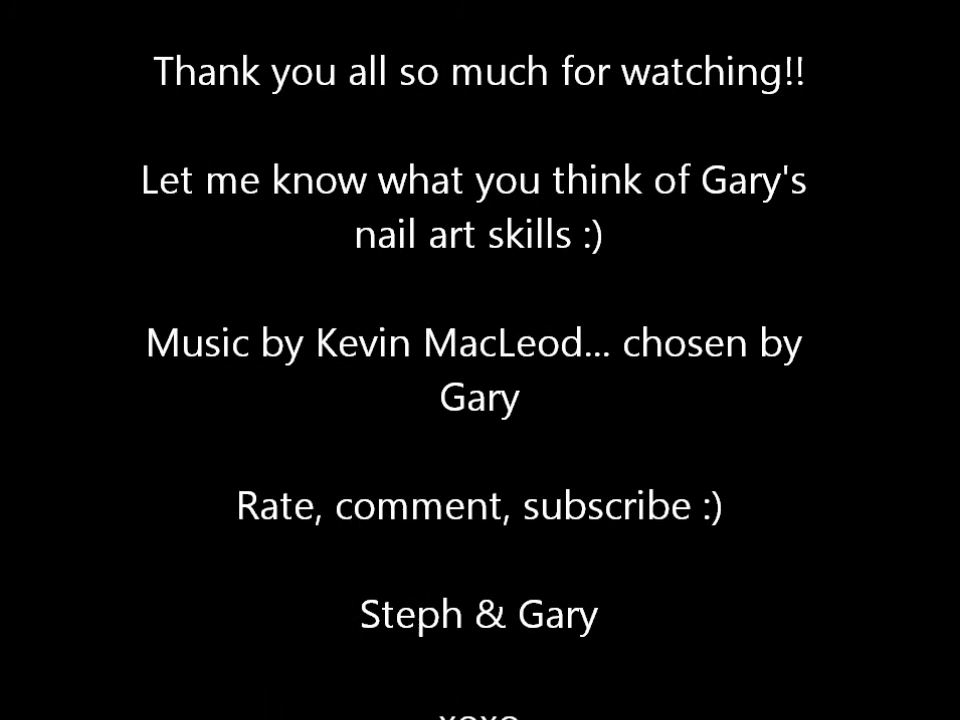 Thank you all so much for watching!!
Let me know what you think of Gary's
nail art skills :)
Music by Kevin MacLeod... chosen by
Gary
Rate, comment, subscribe :)
Steph & Gary
xoxo